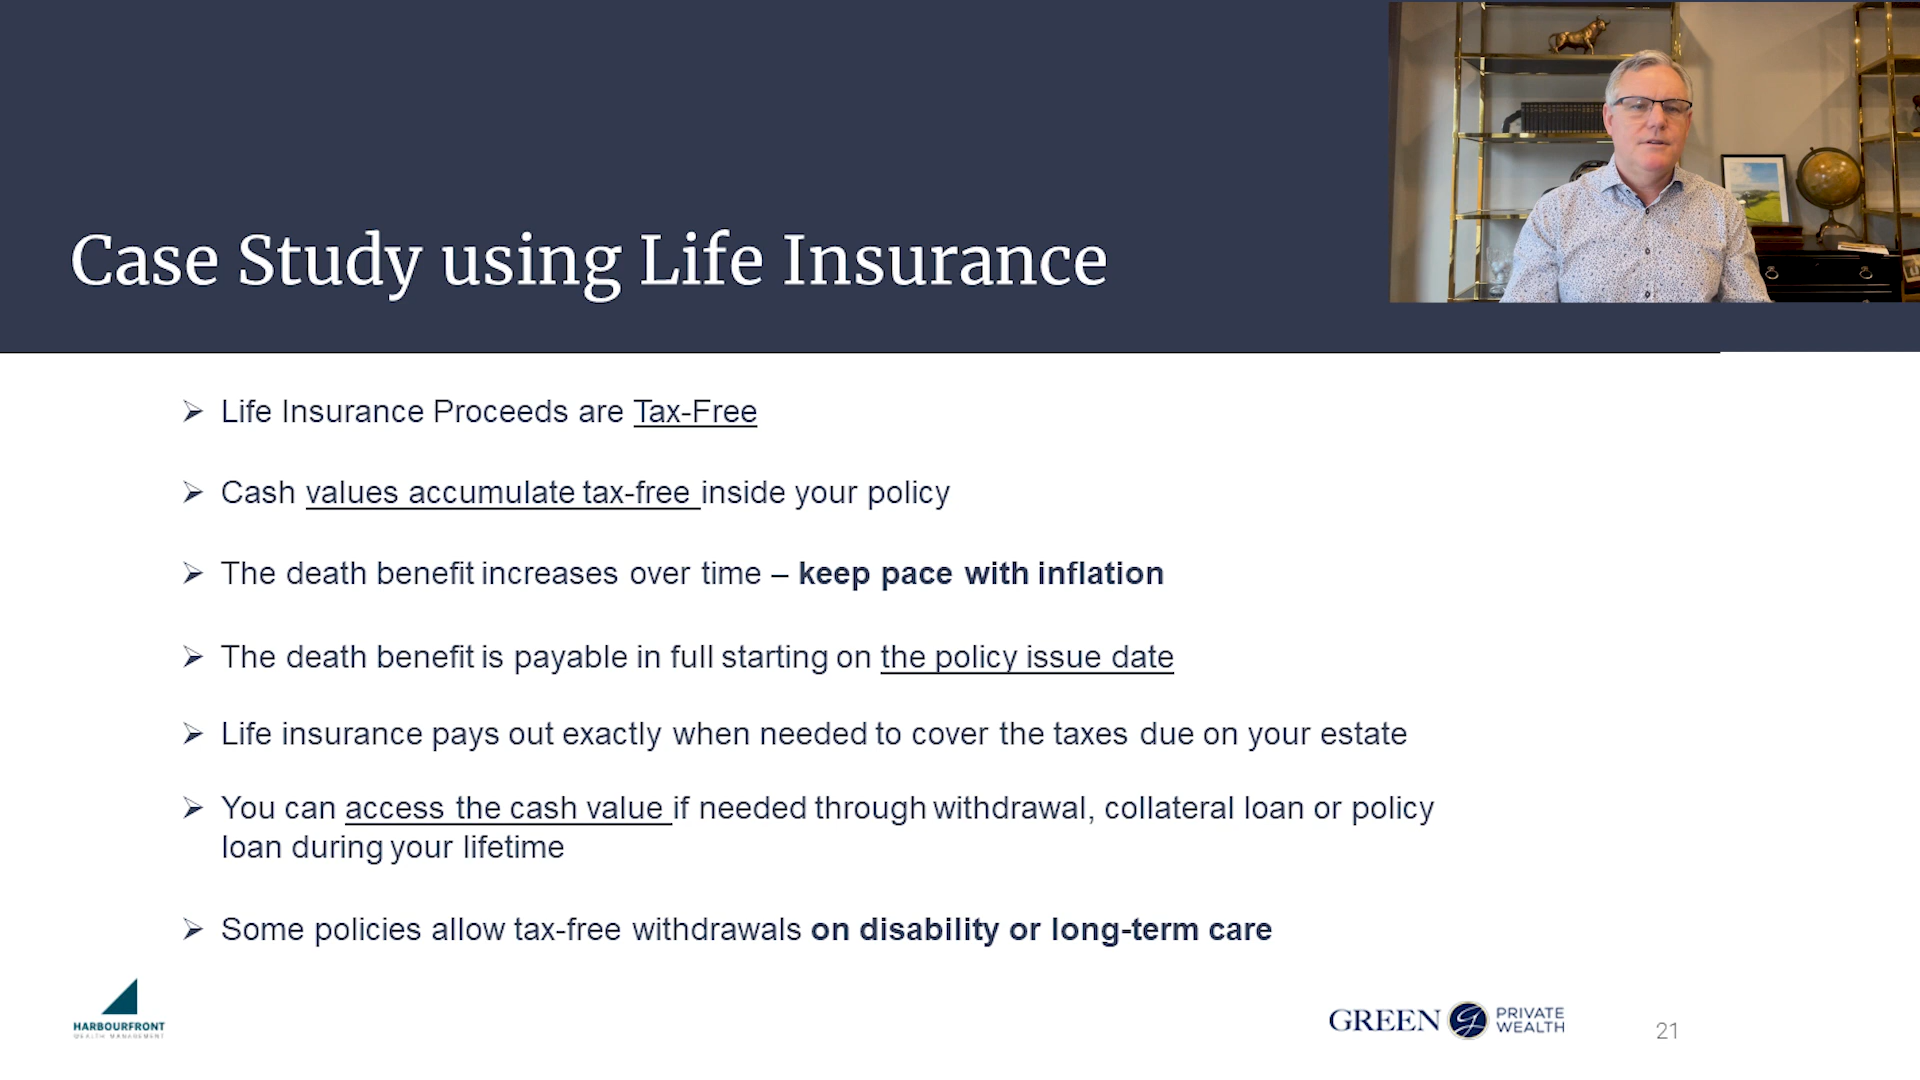 Case Study using Life Insurance
Life Insurance Proceeds are Tax-Free
Cash values accumulate tax-free inside your policy
The death benefit increases over time – keep pace with inflation
The death benefit is payable in full starting on the policy issue date
Life insurance pays out exactly when needed to cover the taxes due on your estate
You can access the cash value if needed through withdrawal, collateral loan or policy
loan during your lifetime
Some policies allow tax-free withdrawals on disability or long-term care
HARBOURFRONT
WEALTH MANAGEMENT
GREEN G PRIVATE
WEALTH
21